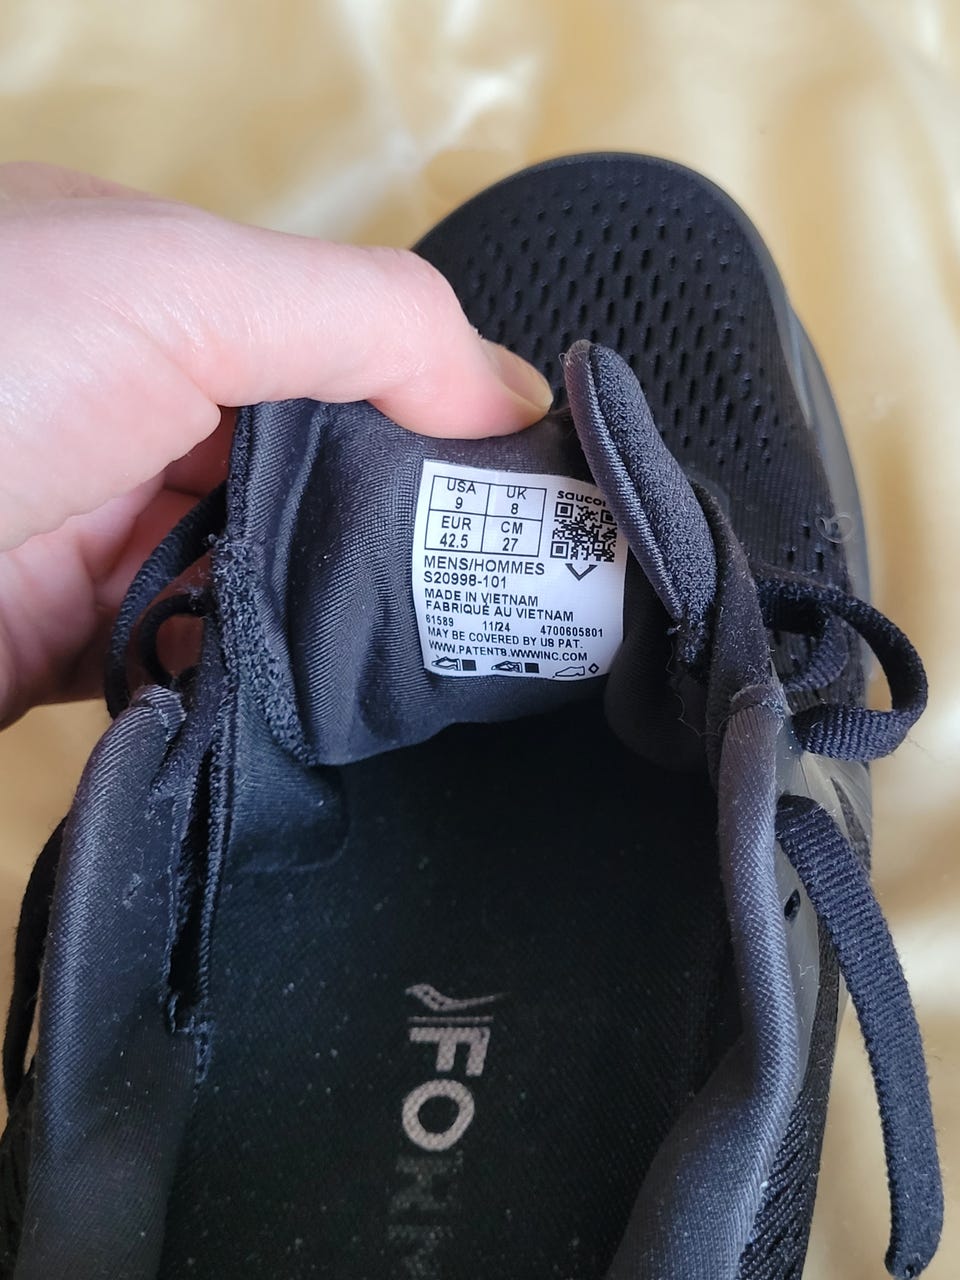 USA
9
UK
8
EUR
42.5
CM
27
MENS/HOMMES
S20998-101
MADE IN VIETNAM
FABRIQUÉ AU VIETNAM
61589 11/24 4700605801
MAY BE COVERED BY US PAT.
WWW.PATENTS.WWWINC.COM
FO